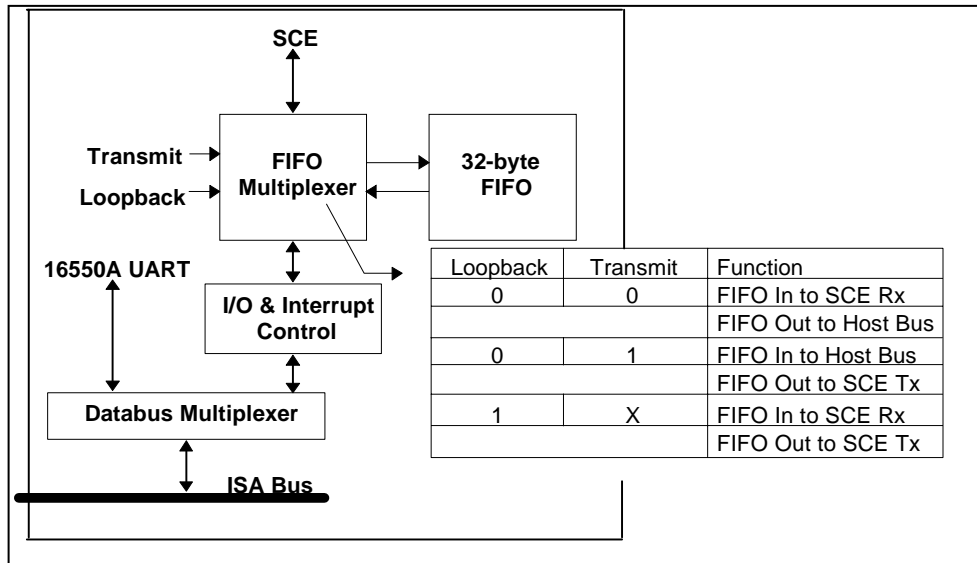 SCE
Transmit
Loopback
FIFO
Multiplexer
32-byte
FIFO
16550A UART
I/O & Interrupt
Control
Databus Multiplexer
ISA Bus
Loopback Transmit Function
0 0 FIFO In to SCE Rx
FIFO Out to Host Bus
0 1 FIFO In to Host Bus
FIFO Out to SCE Tx
1 X FIFO In to SCE Rx
FIFO Out to SCE Tx